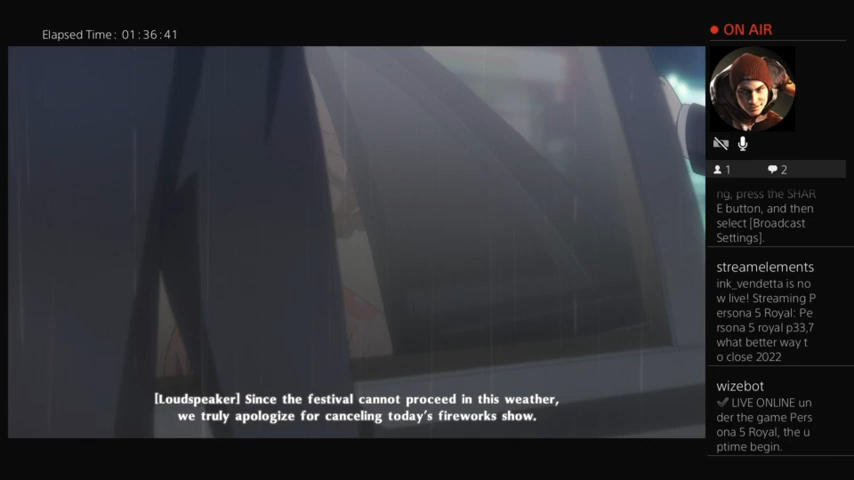 Elapsed Time: 01:36:41
ON AIR
1 2
ng, press the SHAR
E button, and then
select [Broadcast
Settings].
streamelements
ink_vendetta is no
w live! Streaming P
ersona 5 Royal: Pe
rsona 5 royal p33,7
what better way t
o close 2022
wizebot
✔ LIVE ONLINE un
der the game Pers
ona 5 Royal, the u
ptime begin.
[Loudspeaker] Since the festival cannot proceed in this weather,
we truly apologize for canceling today's fireworks show.